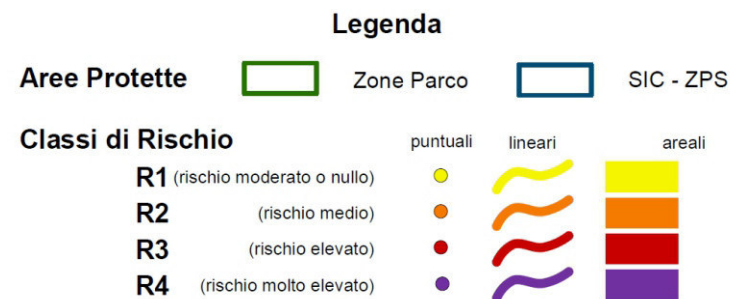 Legenda
Aree Protette Zone Parco SIC - ZPS
Classi di Rischio puntuali lineari areali
R1 (rischio moderato o nullo)
R2 (rischio medio)
R3 (rischio elevato)
R4 (rischio molto elevato)